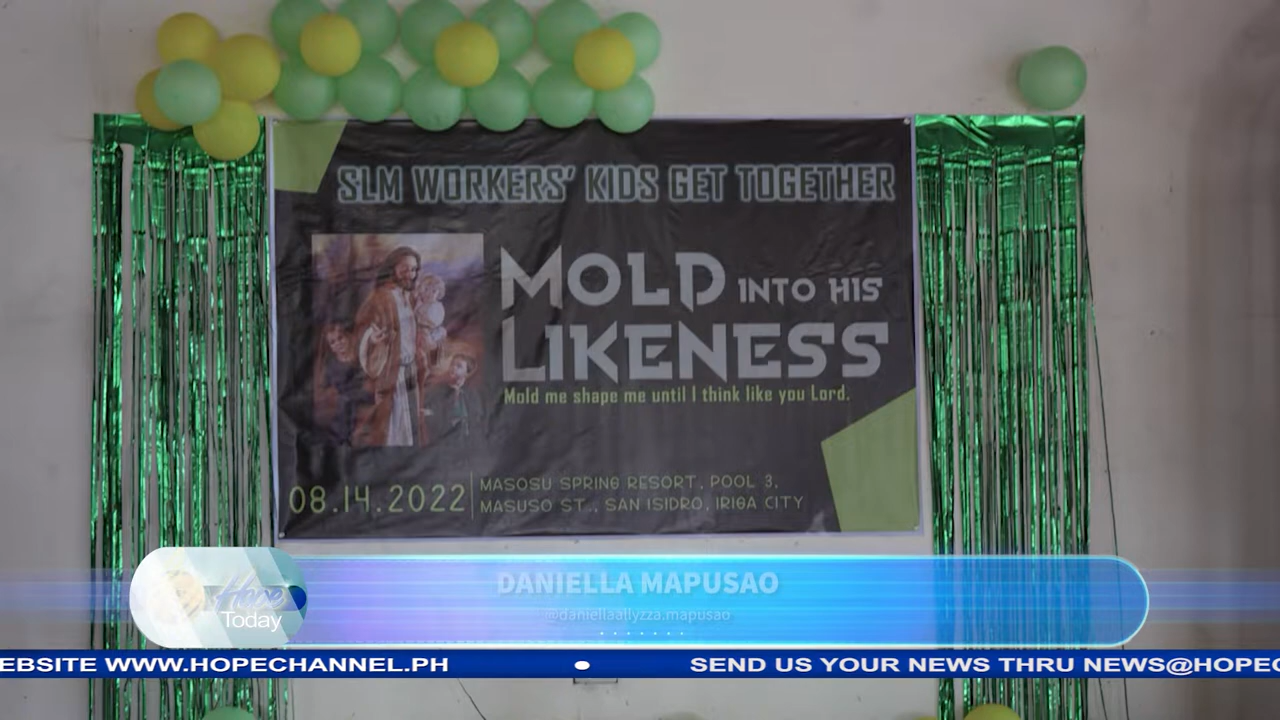 SLM WORKERS' KIDS GET TOGETHER
MOLD INTO HIS
LIKENESS
Mold me shape me until I think like you Lord.
08.14.2022
MASOSU SPRING RESORT, POOL 3,
MASUSO ST., SAN ISIDRO, IRIGA CITY
Hope
Today
DANIELLA MAPUSAO
@daniellaallyzza.mapusao
EBSITE WWW.HOPECHANNEL.PH • SEND US YOUR NEWS THRU NEWS@HOPEC